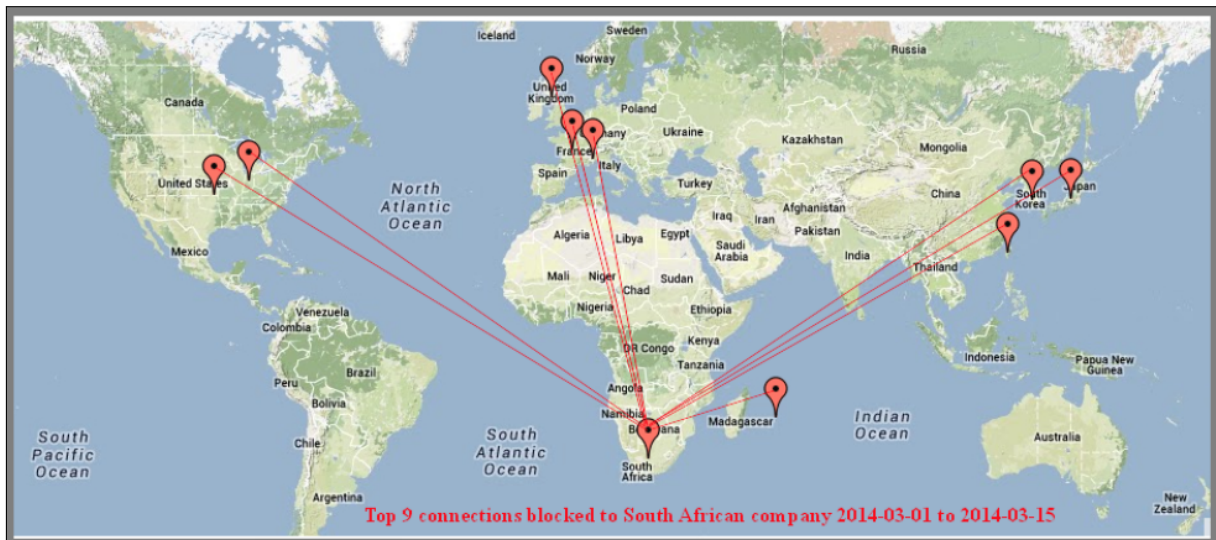 Iceland
Sweden
Norway
Russia
Canada
United
Kingdom
Poland
Germany
Ukraine
Kazakhstan
Mongolia
France
Italy
Spain
United States
North
Atlantic
Ocean
Turkey
China
South
Korea
Japan
Iraq
Iran
Afghanistan
Pakistan
Mexico
Algeria
Libya
Egypt
Saudi
Arabia
India
Thailand
Mali
Niger
Chad
Sudan
Nigeria
Ethiopia
Venezuela
Colombia
DR Congo
Kenya
Tanzania
Indonesia
Papua New
Guinea
Peru
Brazil
Bolivia
Angola
Namibia
Botswana
Madagascar
Indian
Ocean
Australia
South
Pacific
Ocean
Chile
South
Atlantic
Ocean
South
Africa
Argentina
New
Zealand
Top 9 connections blocked to South African company 2014-03-01 to 2014-03-15